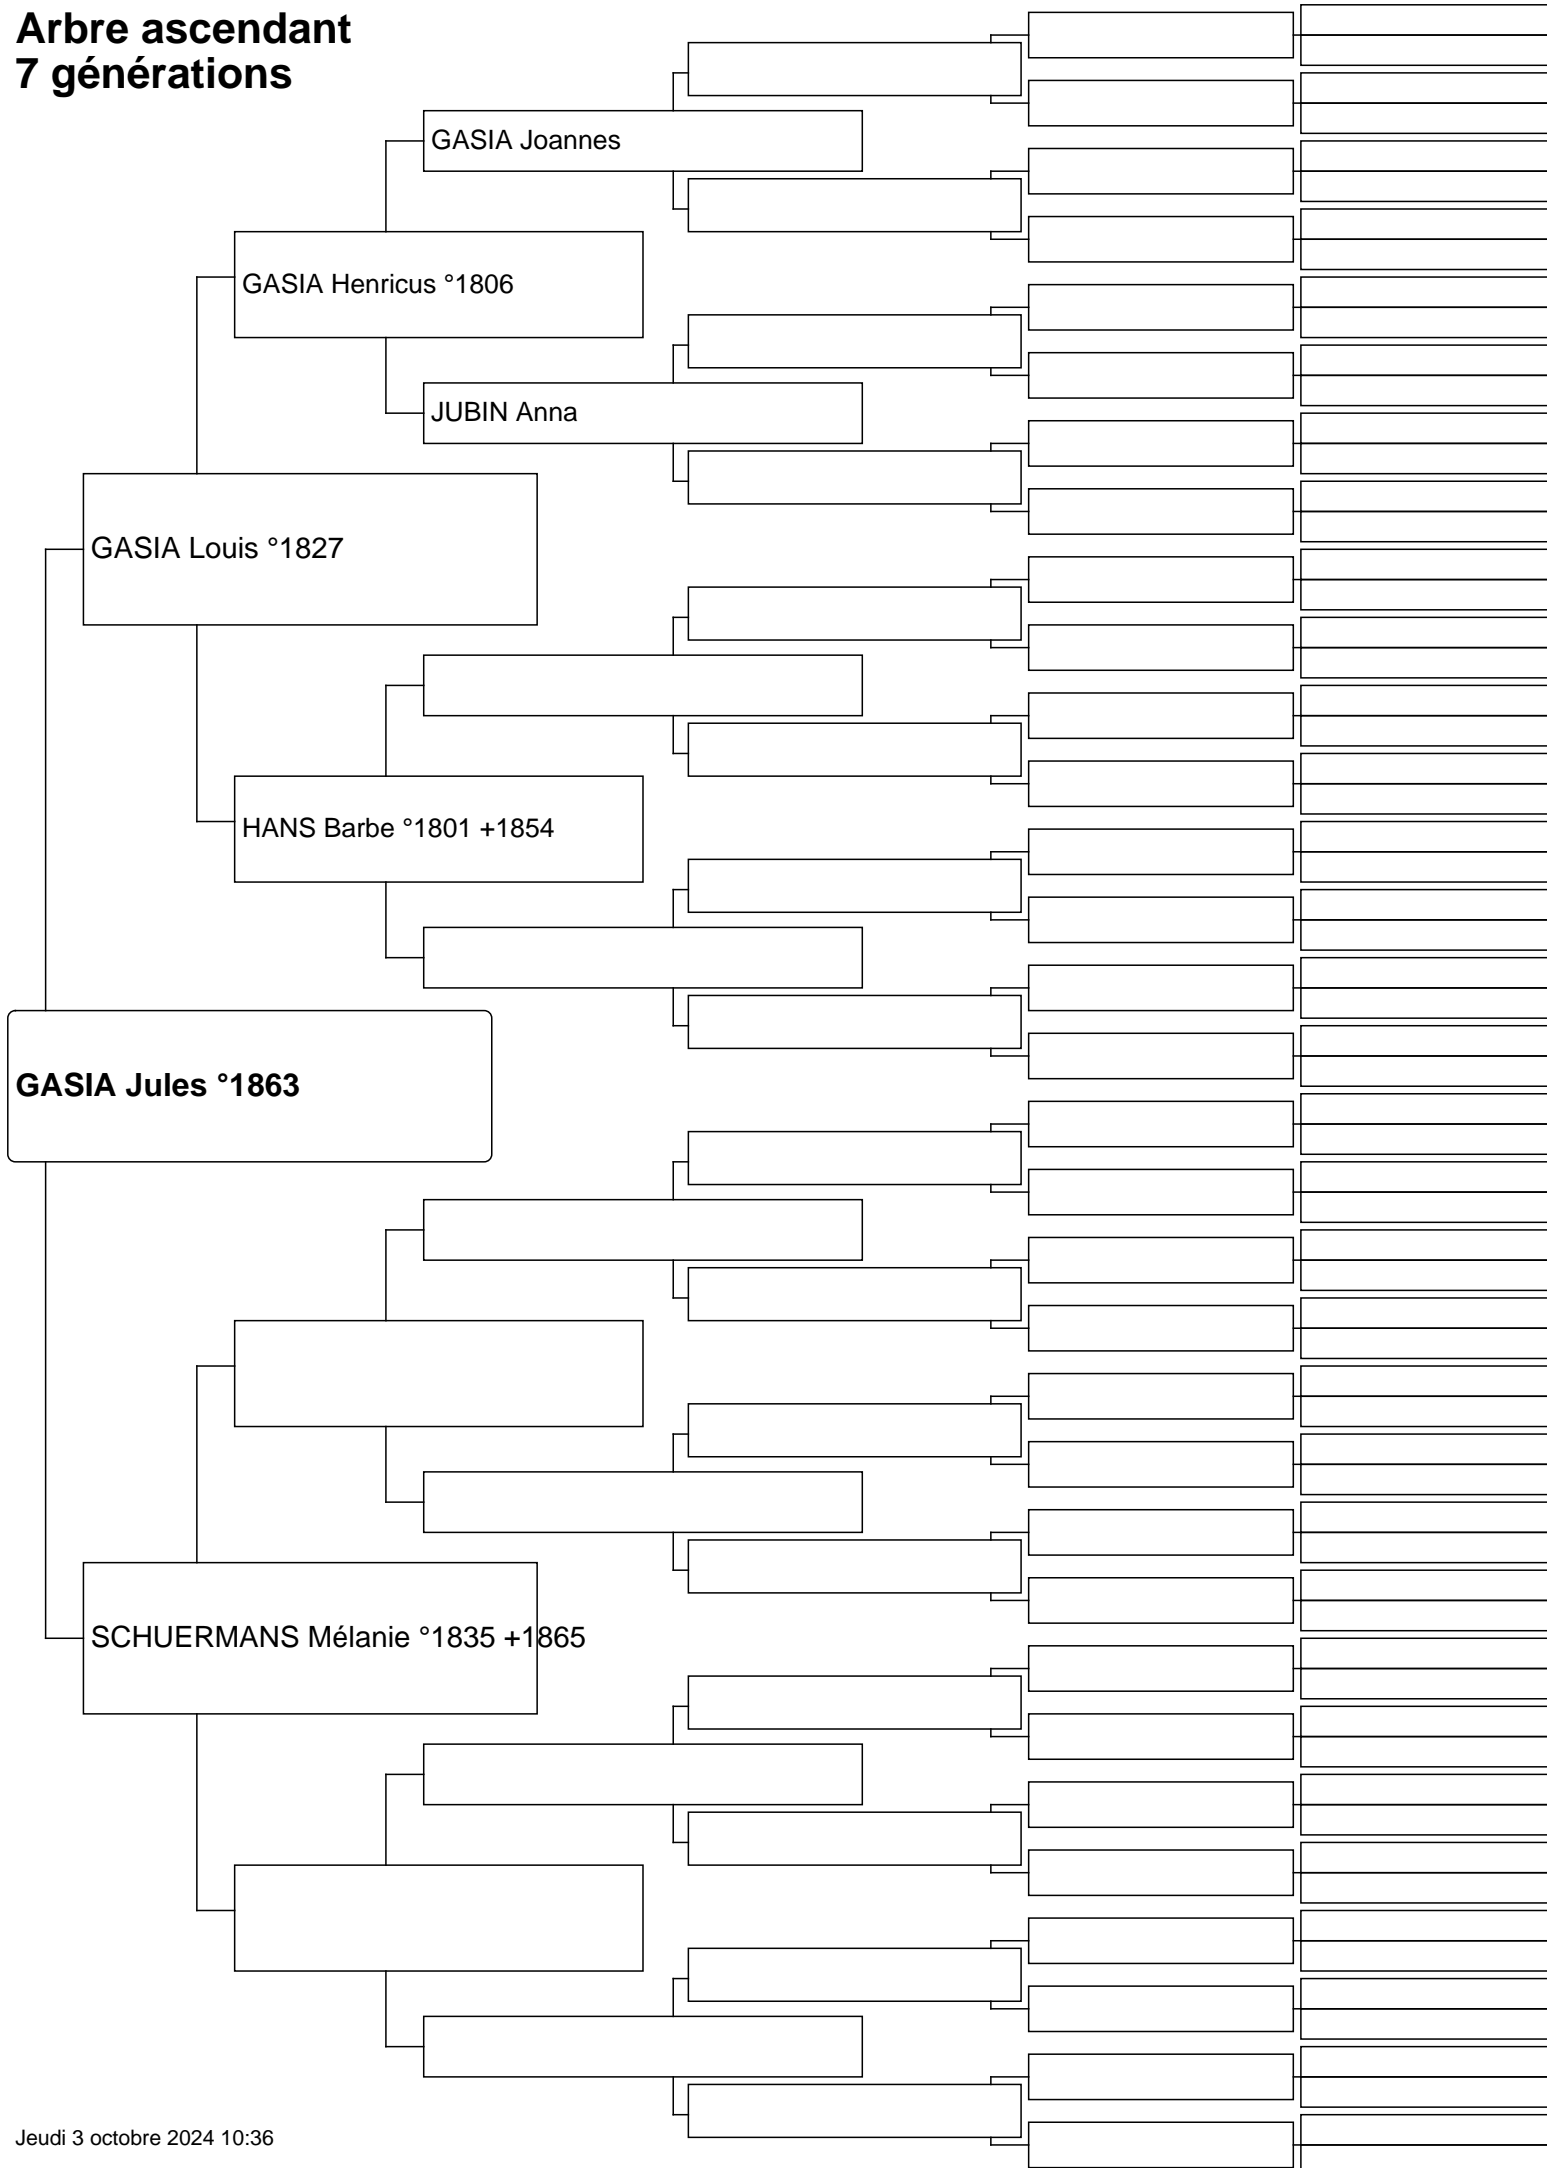 Arbre ascendant
7 générations
GASIA Joannes
GASIA Henricus °1806
JUBIN Anna
GASIA Louis °1827
HANS Barbe °1801 +1854
GASIA Jules °1863
SCHUERMANS Mélanie °1835 +1865
Jeudi 3 octobre 2024 10:36